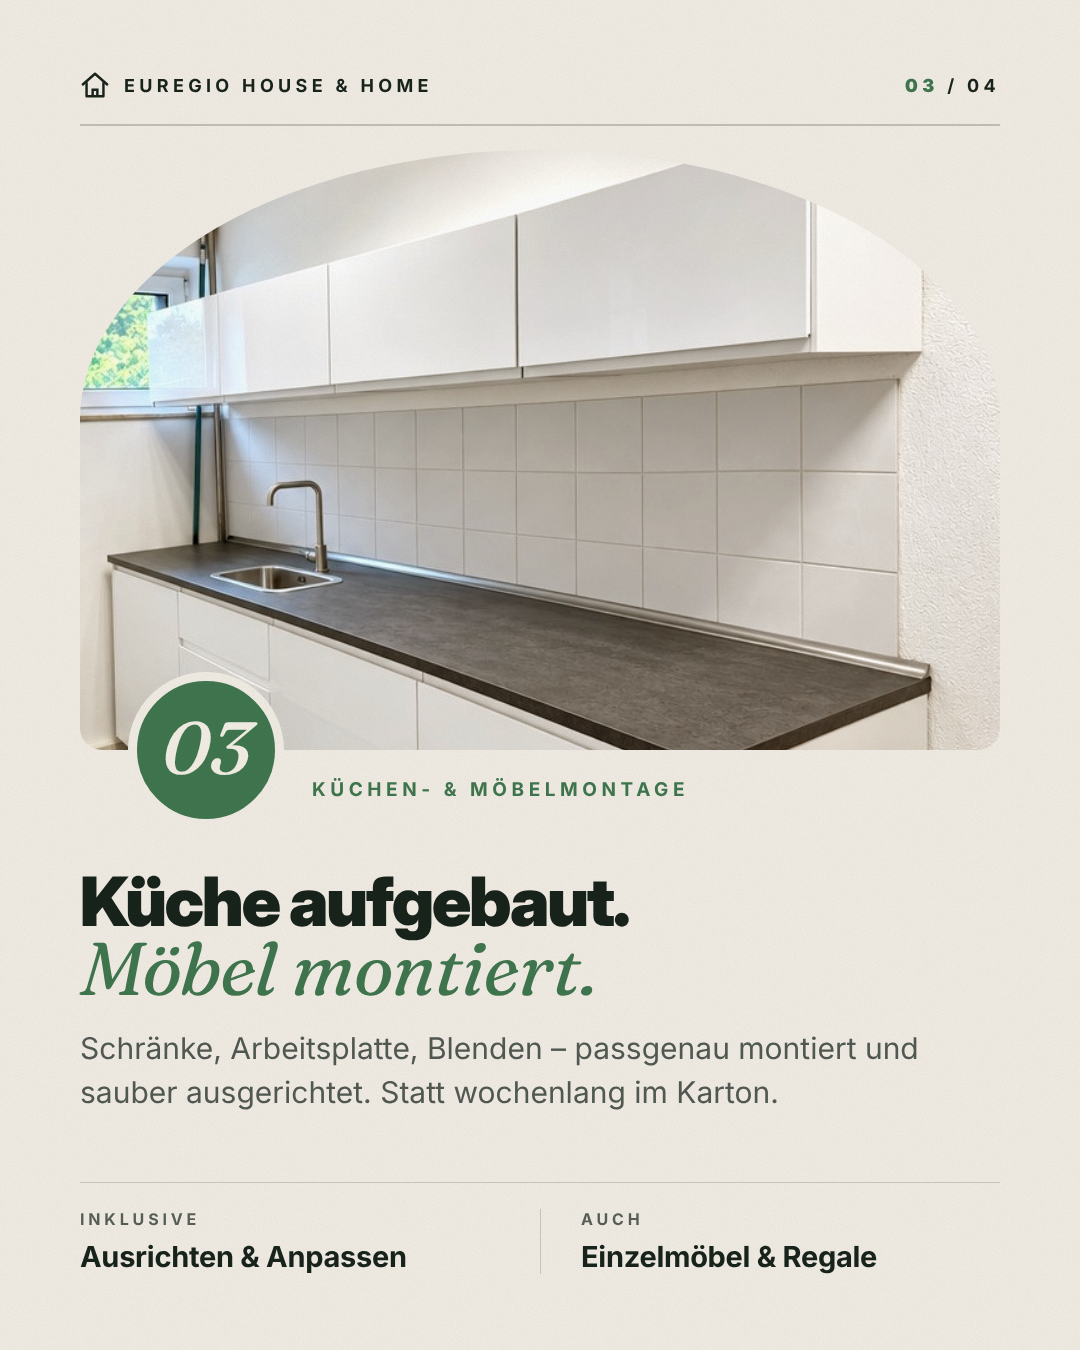 EUREGIO HOUSE & HOME
03 / 04
03
KÜCHEN- & MÖBELMONTAGE
Küche aufgebaut.
Möbel montiert.
Schränke, Arbeitsplatte, Blenden – passgenau montiert und
sauber ausgerichtet. Statt wochenlang im Karton.
INKLUSIVE
Ausrichten & Anpassen
AUCH
Einzelmöbel & Regale